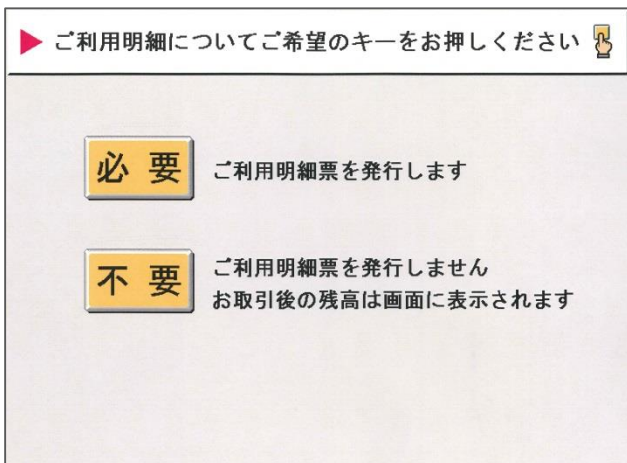 ご利用明細についてご希望のキーをお押しください
必要
ご利用明細票を発行します
不要
ご利用明細票を発行しません
お取引後の残高は画面に表示されます